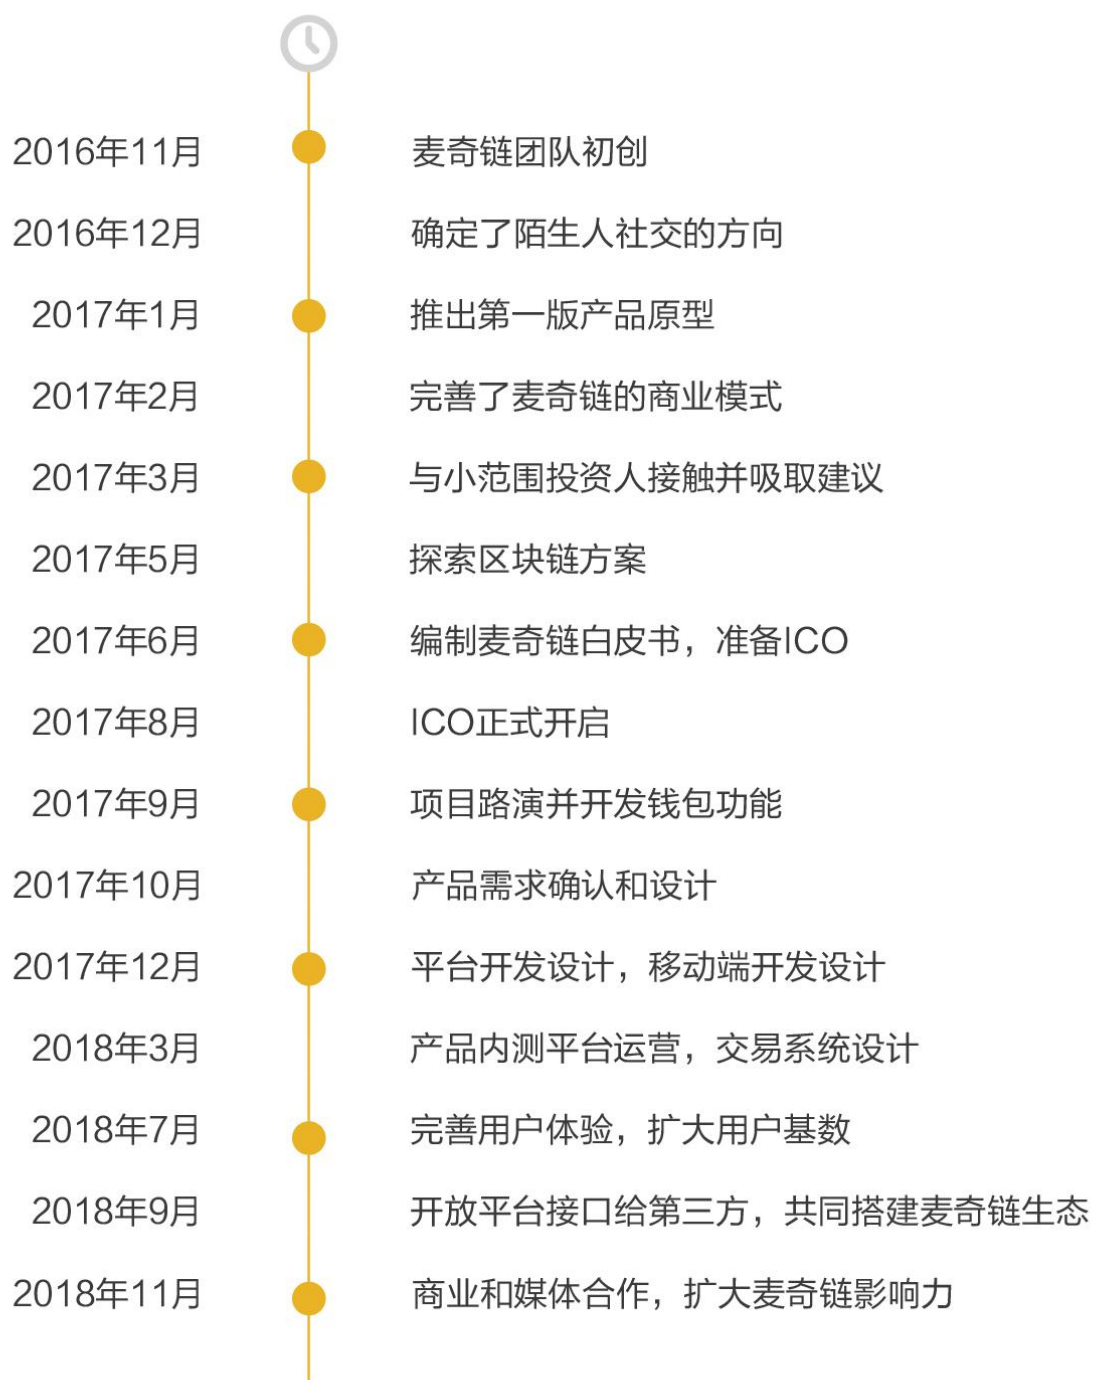 2016年11月 麦奇链团队初创
2016年12月 确定了陌生人社交的方向
2017年1月 推出第一版产品原型
2017年2月 完善了麦奇链的商业模式
2017年3月 与小范围投资人接触并吸取建议
2017年5月 探索区块链方案
2017年6月 编制麦奇链白皮书，准备ICO
2017年8月 ICO正式开启
2017年9月 项目路演并开发钱包功能
2017年10月 产品需求确认和设计
2017年12月 平台开发设计，移动端开发设计
2018年3月 产品内测平台运营，交易系统设计
2018年7月 完善用户体验，扩大用户基数
2018年9月 开放平台接口给第三方，共同搭建麦奇链生态
2018年11月 商业和媒体合作，扩大麦奇链影响力